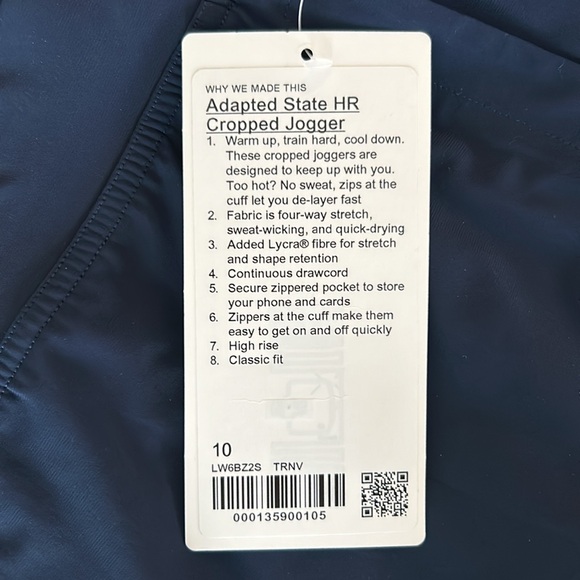 WHY WE MADE THIS
Adapted State HR
Cropped Jogger
1. Warm up, train hard, cool down.
These cropped joggers are
designed to keep up with you.
Too hot? No sweat, zips at the
cuff let you de-layer fast
2. Fabric is four-way stretch,
sweat-wicking, and quick-drying
3. Added Lycra® fibre for stretch
and shape retention
4. Continuous drawcord
5. Secure zippered pocket to store
your phone and cards
6. Zippers at the cuff make them
easy to get on and off quickly
7. High rise
8. Classic fit
10
LW6BZ2S TRNV
000135900105